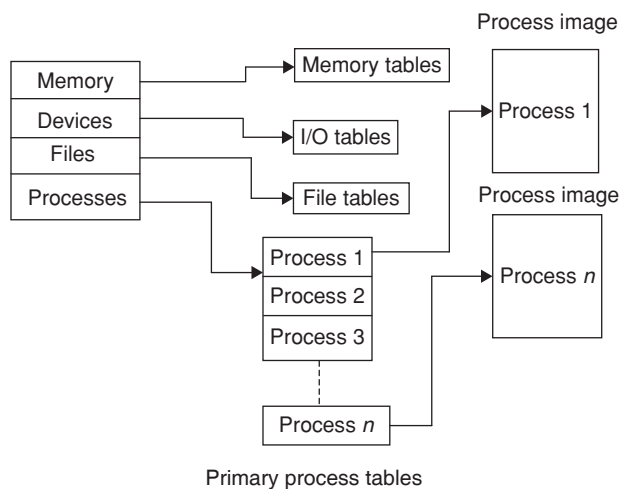 Memory
Devices
Files
Processes
Memory tables
I/O tables
File tables
Process 1
Process 2
Process 3
Process n
Primary process tables
Process image
Process 1
Process image
Process n